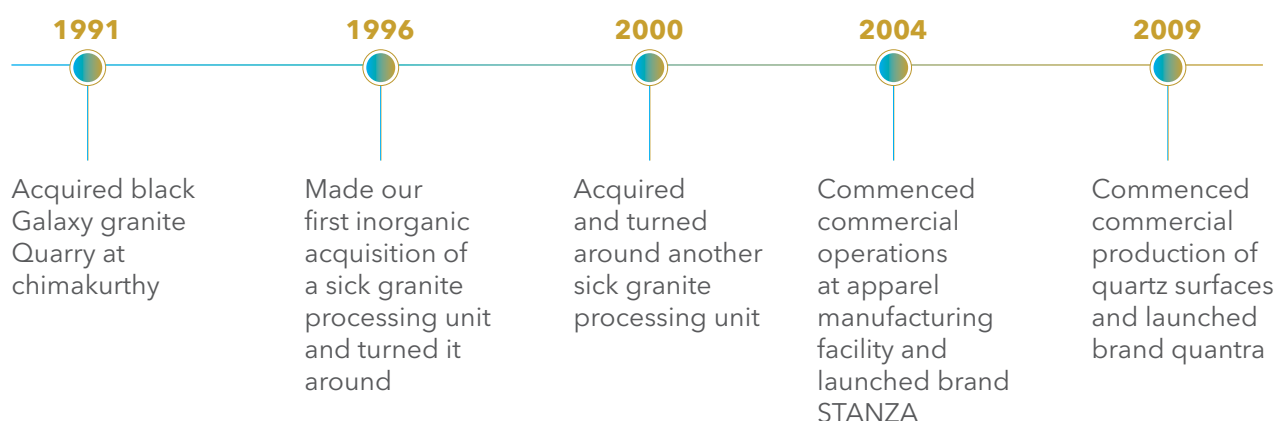 1991
Acquired black
Galaxy granite
Quarry at
chimakurthy
1996
Made our
first inorganic
acquisition of
a sick granite
processing unit
and turned it
around
2000
Acquired
and turned
around another
sick granite
processing unit
2004
Commenced
commercial
operations
at apparel
manufacturing
facility and
launched brand
STANZA
2009
Commenced
commercial
production of
quartz surfaces
and launched
brand quantra